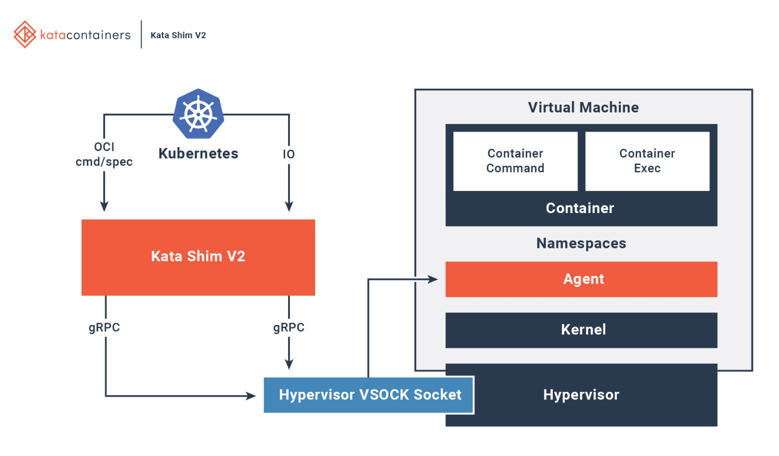 katacontainers
Kata Shim V2
Kubernetes
OCI
cmd/spec
IO
Kata Shim V2
gRPC
gRPC
Hypervisor VSOCK Socket
Virtual Machine
Container
Command
Container
Exec
Container
Namespaces
Agent
Kernel
Hypervisor